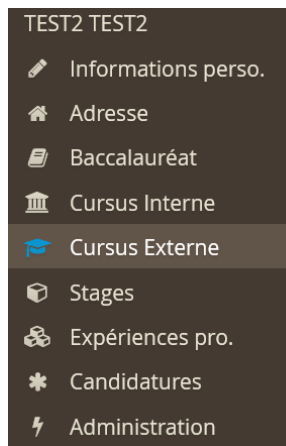 TEST2 TEST2
Informations perso.
Adresse
Baccalauréat
Cursus Interne
Cursus Externe
Stages
Expériences pro.
Candidatures
Administration